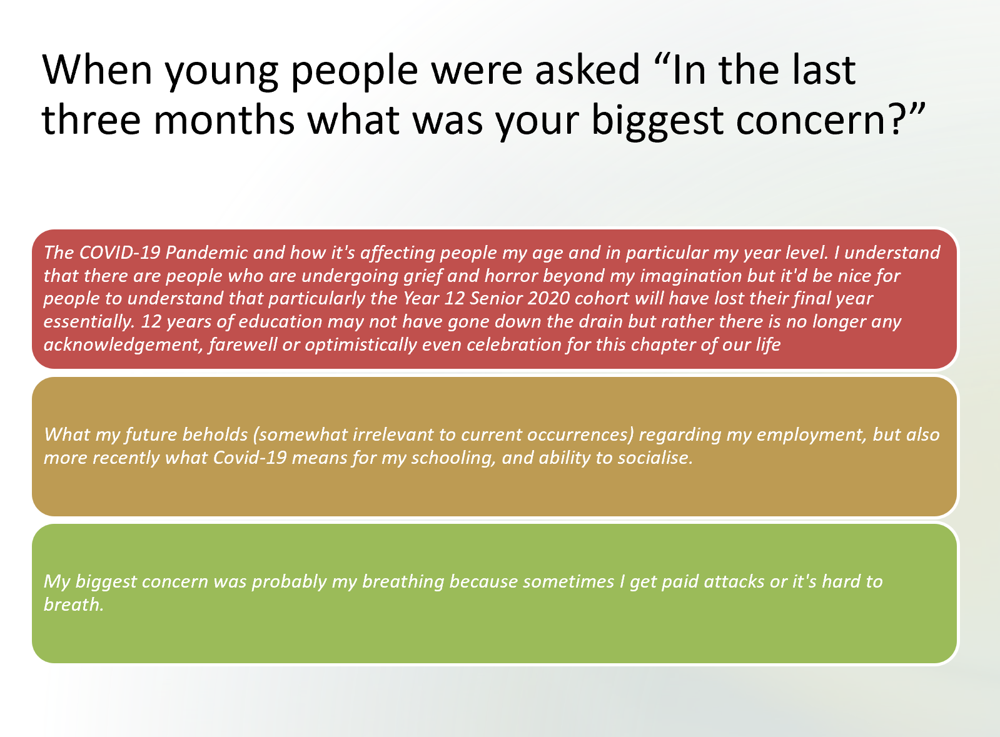 When young people were asked “In the last
three months what was your biggest concern?”
The COVID-19 Pandemic and how it's affecting people my age and in particular my year level. I understand
that there are people who are undergoing grief and horror beyond my imagination but it'd be nice for
people to understand that particularly the Year 12 Senior 2020 cohort will have lost their final year
essentially. 12 years of education may not have gone down the drain but rather there is no longer any
acknowledgement, farewell or optimistically even celebration for this chapter of our life
What my future beholds (somewhat irrelevant to current occurrences) regarding my employment, but also
more recently what Covid-19 means for my schooling, and ability to socialise.
My biggest concern was probably my breathing because sometimes I get paid attacks or it's hard to
breath.